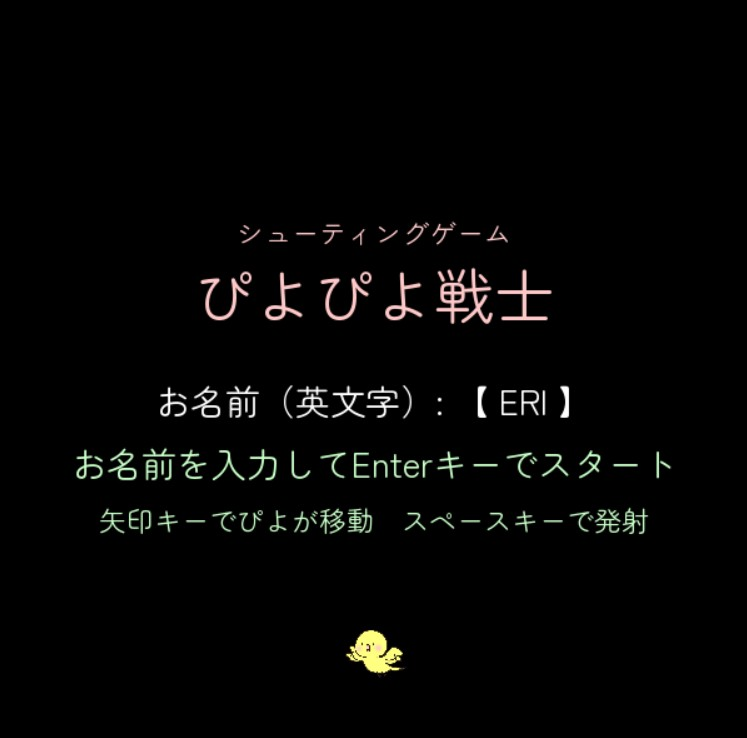 シューティングゲーム
ぴよぴよ戦士
お名前（英文字）: 【 ERI 】
お名前を入力してEnterキーでスタート
矢印キーでぴよが移動　スペースキーで発射